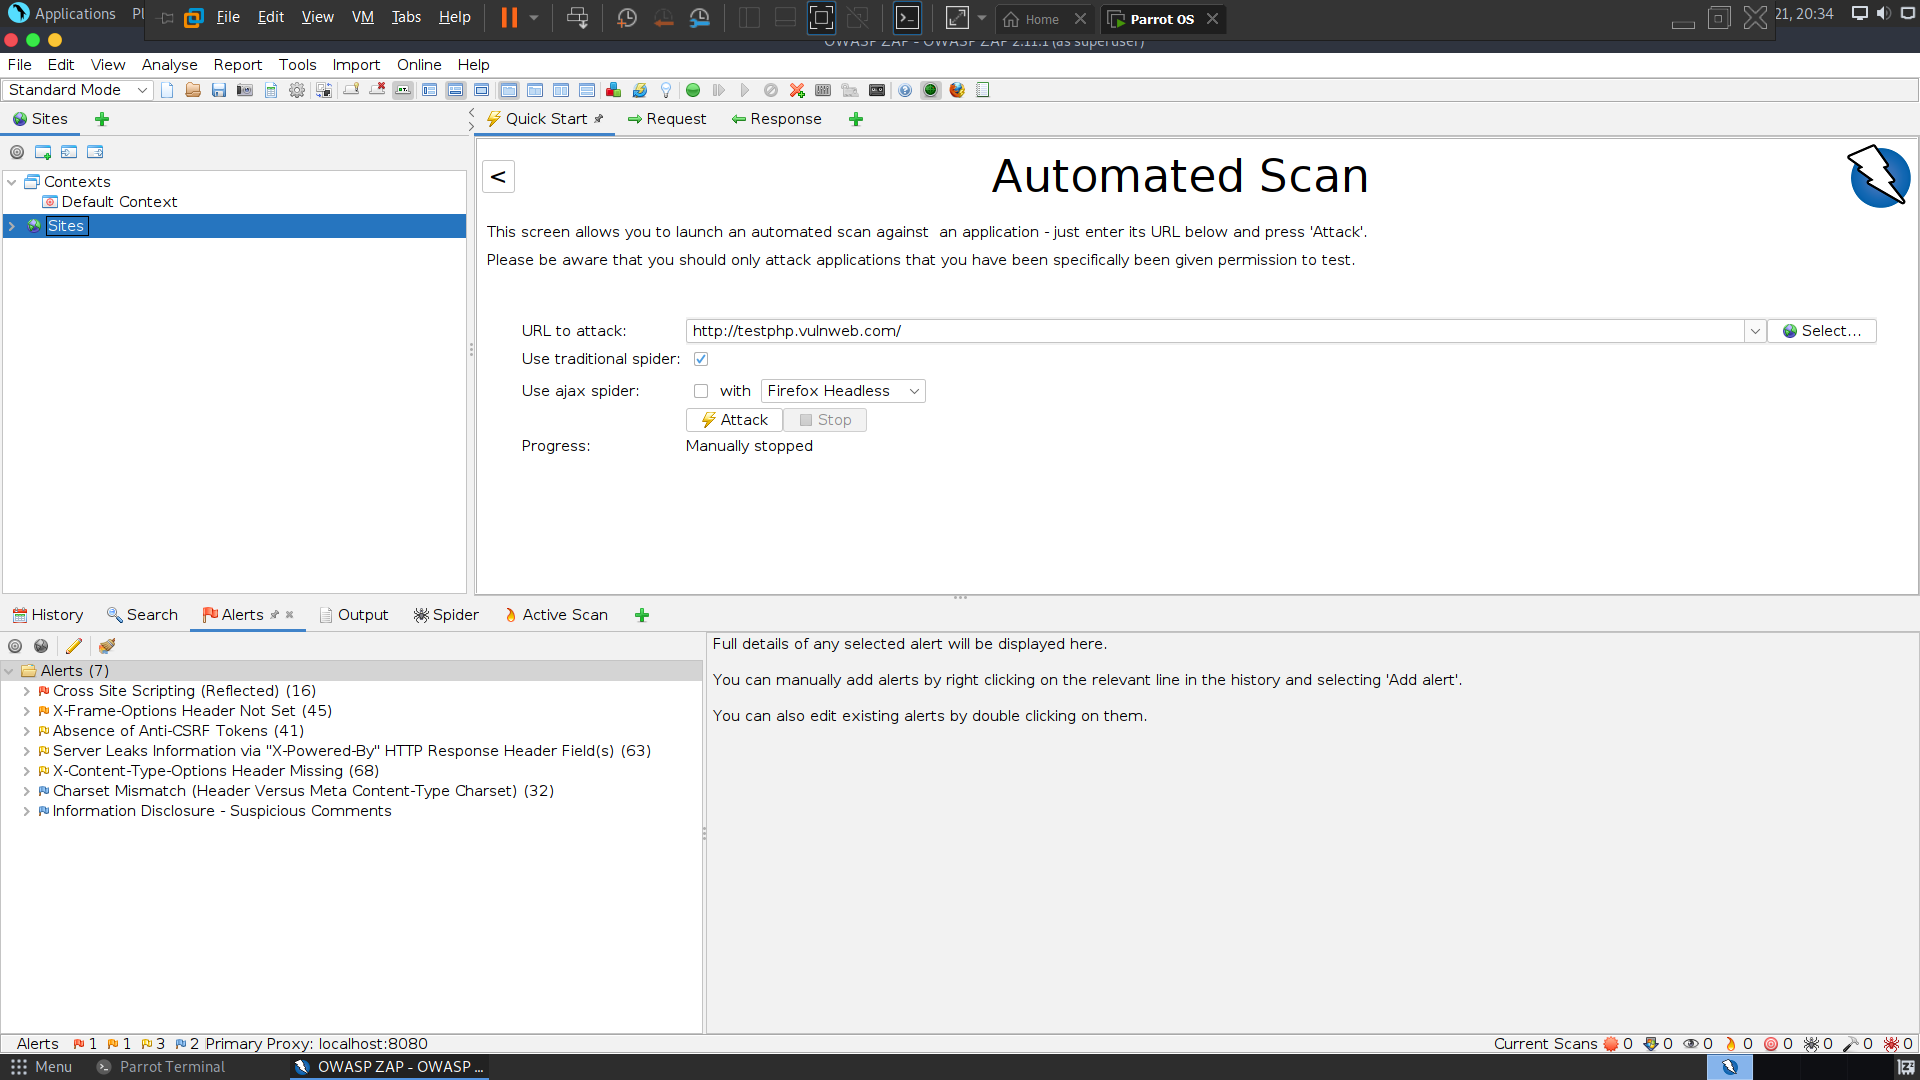 Applications
File Edit View VM Tabs Help
Home
Parrot OS
21, 20:34
OWASP ZAP - OWASP ZAP 2.11.1 (as superuser)
File Edit View Analyse Report Tools Import Online Help
Standard Mode
Sites
Quick Start
Request
Response
Contexts
Default Context
Sites
<
Automated Scan
This screen allows you to launch an automated scan against an application - just enter its URL below and press 'Attack'.
Please be aware that you should only attack applications that you have been specifically been given permission to test.
URL to attack:
http://testphp.vulnweb.com/
Select...
Use traditional spider:
Use ajax spider:
with
Firefox Headless
Attack
Stop
Progress:
Manually stopped
History
Search
Alerts
Output
Spider
Active Scan
Alerts (7)
Cross Site Scripting (Reflected) (16)
X-Frame-Options Header Not Set (45)
Absence of Anti-CSRF Tokens (41)
Server Leaks Information via "X-Powered-By" HTTP Response Header Field(s) (63)
X-Content-Type-Options Header Missing (68)
Charset Mismatch (Header Versus Meta Content-Type Charset) (32)
Information Disclosure - Suspicious Comments
Full details of any selected alert will be displayed here.
You can manually add alerts by right clicking on the relevant line in the history and selecting 'Add alert'.
You can also edit existing alerts by double clicking on them.
Alerts 1 1 3 2 Primary Proxy: localhost:8080
Current Scans 0 0 0 0 0 0 0 0
Menu
Parrot Terminal
OWASP ZAP - OWASP ...